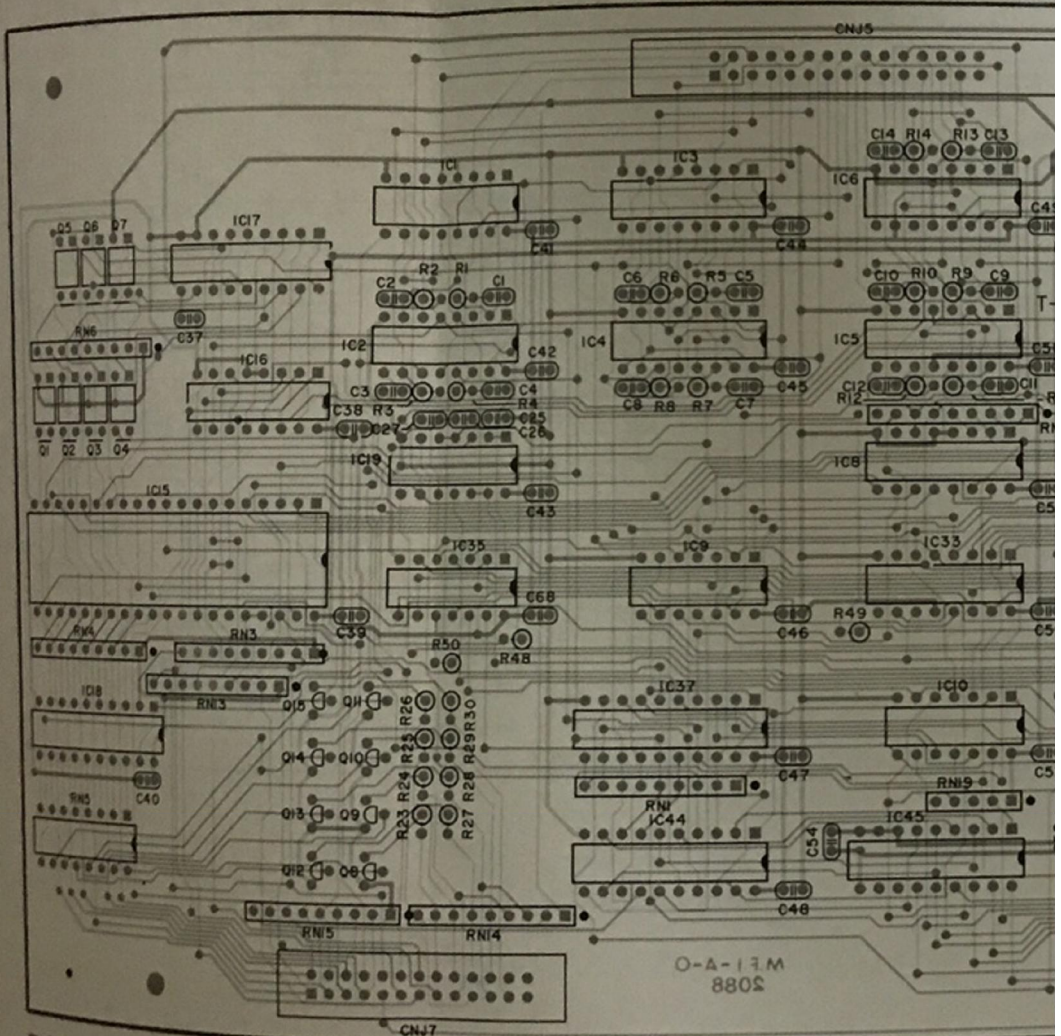 CNJ5
C14 R14 R13 C13
IC1 IC3 IC6
Q5 Q6 Q7 IC17
C41 C44
R2 R1 C6 R6 R5 C5 C10 R10 R9 C9
C2 C1
RN6 C37
IC2 IC4 IC5
IC16 C42
C45
C3 R3 C4 C8 R8 R7 C7 C12 C11
R4 R12
C38 C27 C25
C26
Q1 Q2 Q3 Q4
IC19 IC8
IC15 C43
IC35 IC9 IC33
C39 C68 C46 R49
RN4 RN3 R50 R48
IC18 RN13 Q15 Q11 R26 R30 IC37 IC10
R25 R29
Q14 Q10 C47
C40 R24 R28 RN19
RN5 RN1
Q13 Q9 R23 R27 IC44 C54 IC45
Q12 Q8
C48
RN15 RN14
M.F.I-A-O
2088
CNJ7